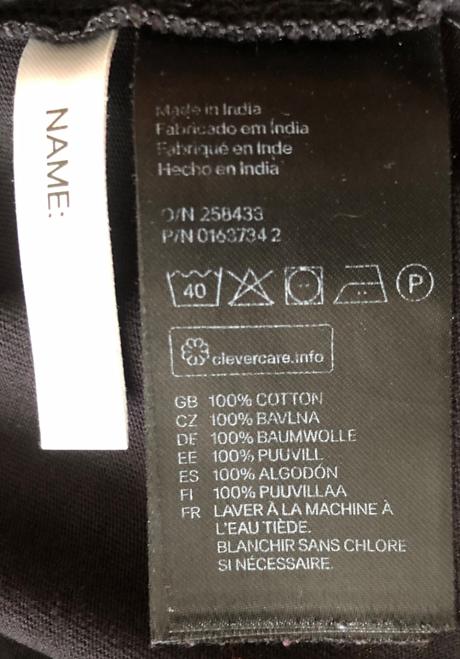 NAME:
Made in India
Fabricado em Índia
Fabriqué en Inde
Hecho en India
O/N 258433
P/N 0163734 2
40
P
clevercare.info
GB 100% COTTON
CZ 100% BAVLNA
DE 100% BAUMWOLLE
EE 100% PUUVILL
ES 100% ALGODÓN
FI 100% PUUVILLAA
FR LAVER À LA MACHINE À
L'EAU TIÈDE.
BLANCHIR SANS CHLORE
SI NÉCESSAIRE.